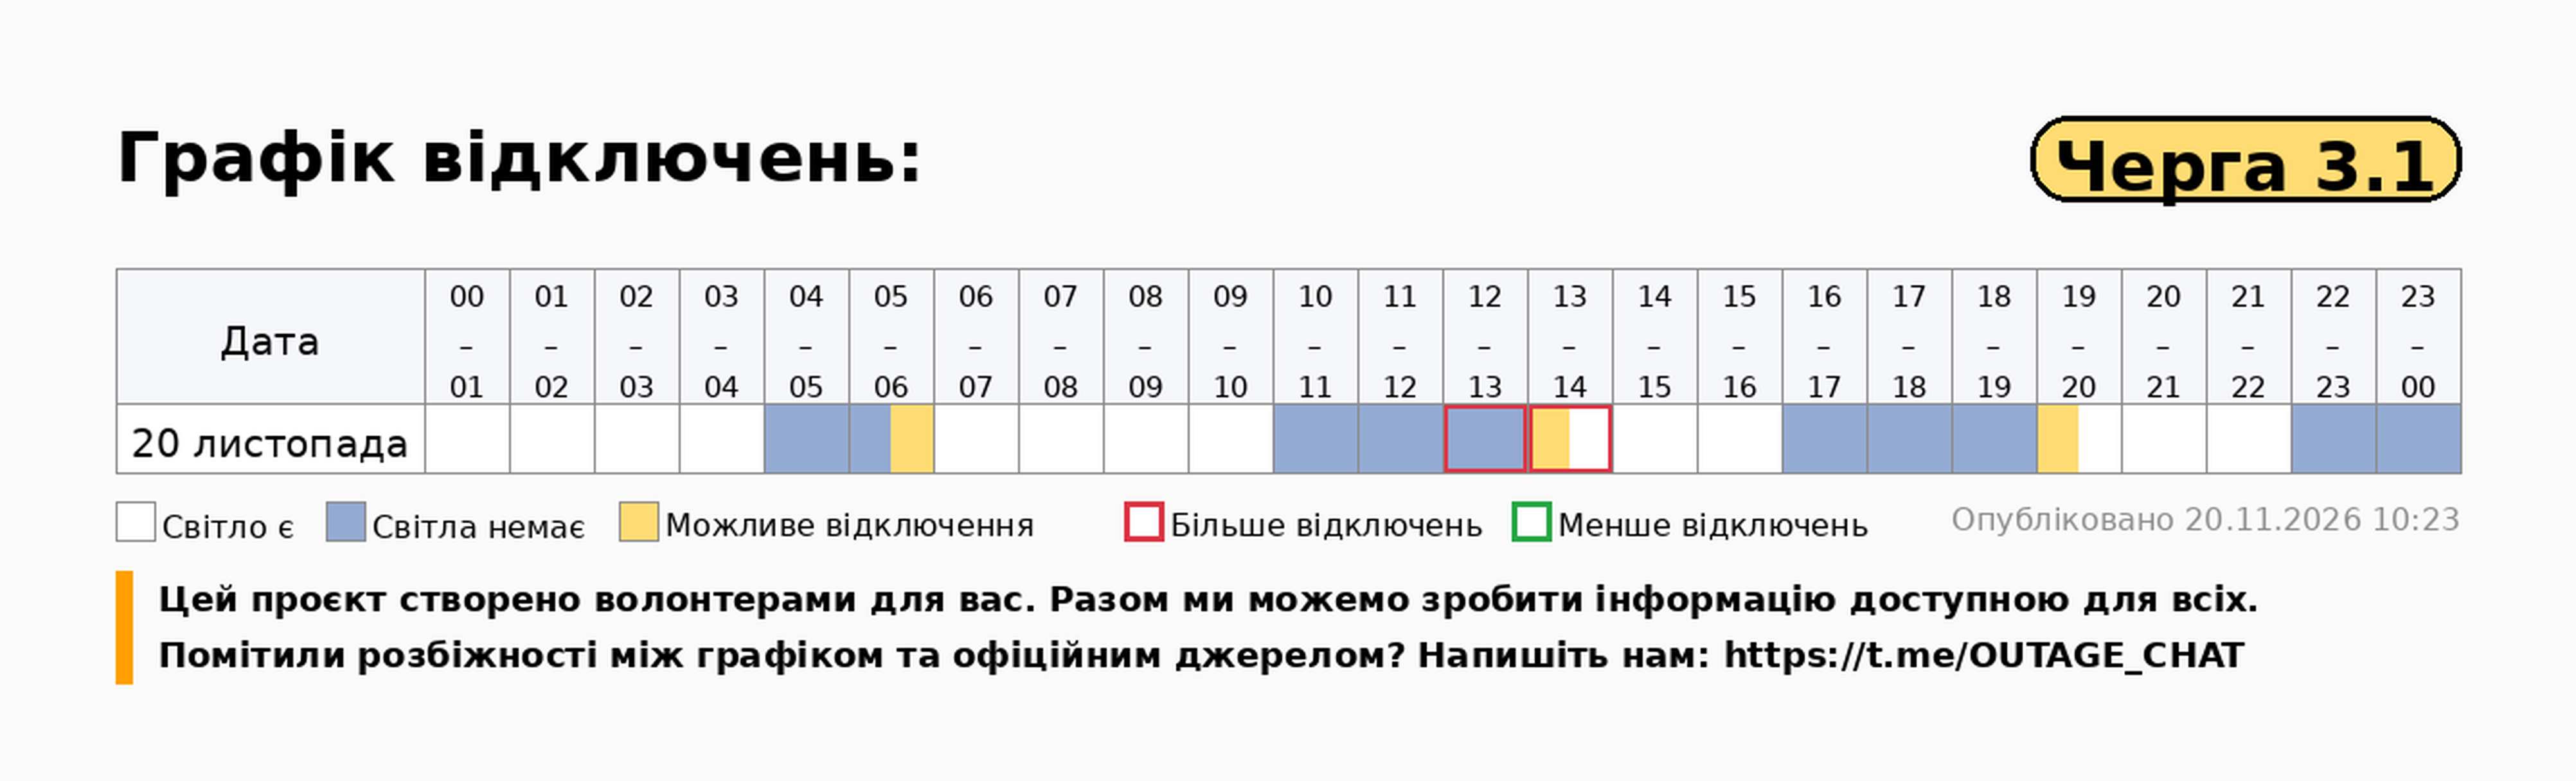 Графік відключень:
Черга 3.1
Дата
00 – 01
01 – 02
02 – 03
03 – 04
04 – 05
05 – 06
06 – 07
07 – 08
08 – 09
09 – 10
10 – 11
11 – 12
12 – 13
13 – 14
14 – 15
15 – 16
16 – 17
17 – 18
18 – 19
19 – 20
20 – 21
21 – 22
22 – 23
23 – 00
20 листопада
Світло є
Світла немає
Можливе відключення
Більше відключень
Менше відключень
Опубліковано 20.11.2026 10:23
Цей проєкт створено волонтерами для вас. Разом ми можемо зробити інформацію доступною для всіх.
Помітили розбіжності між графіком та офіційним джерелом? Напишіть нам: https://t.me/OUTAGE_CHAT